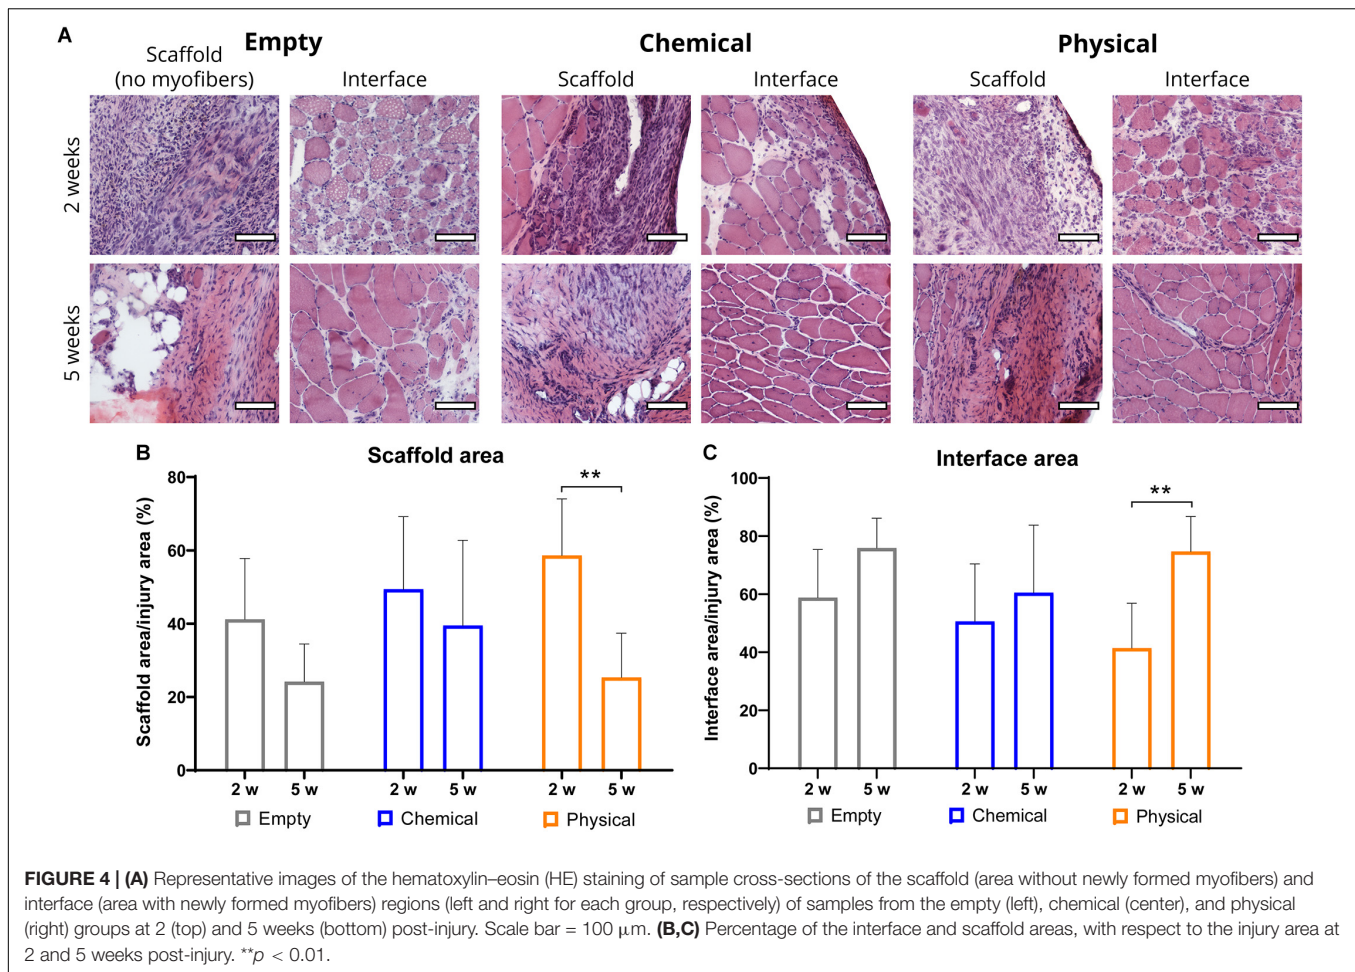 A
Empty
Chemical
Physical
Scaffold
(no myofibers)
Interface
Scaffold
Interface
Scaffold
Interface
2 weeks
5 weeks
B
Scaffold area
Scaffold area/injury area (%)
80
60
40
20
0
**
2 w
5 w
2 w
5 w
2 w
5 w
Empty
Chemical
Physical
C
Interface area
Interface area/injury area (%)
100
80
60
40
20
0
**
2 w
5 w
2 w
5 w
2 w
5 w
Empty
Chemical
Physical
FIGURE 4 | (A) Representative images of the hematoxylin–eosin (HE) staining of sample cross-sections of the scaffold (area without newly formed myofibers) and
interface (area with newly formed myofibers) regions (left and right for each group, respectively) of samples from the empty (left), chemical (center), and physical
(right) groups at 2 (top) and 5 weeks (bottom) post-injury. Scale bar = 100 μm. (B,C) Percentage of the interface and scaffold areas, with respect to the injury area at
2 and 5 weeks post-injury. **p < 0.01.